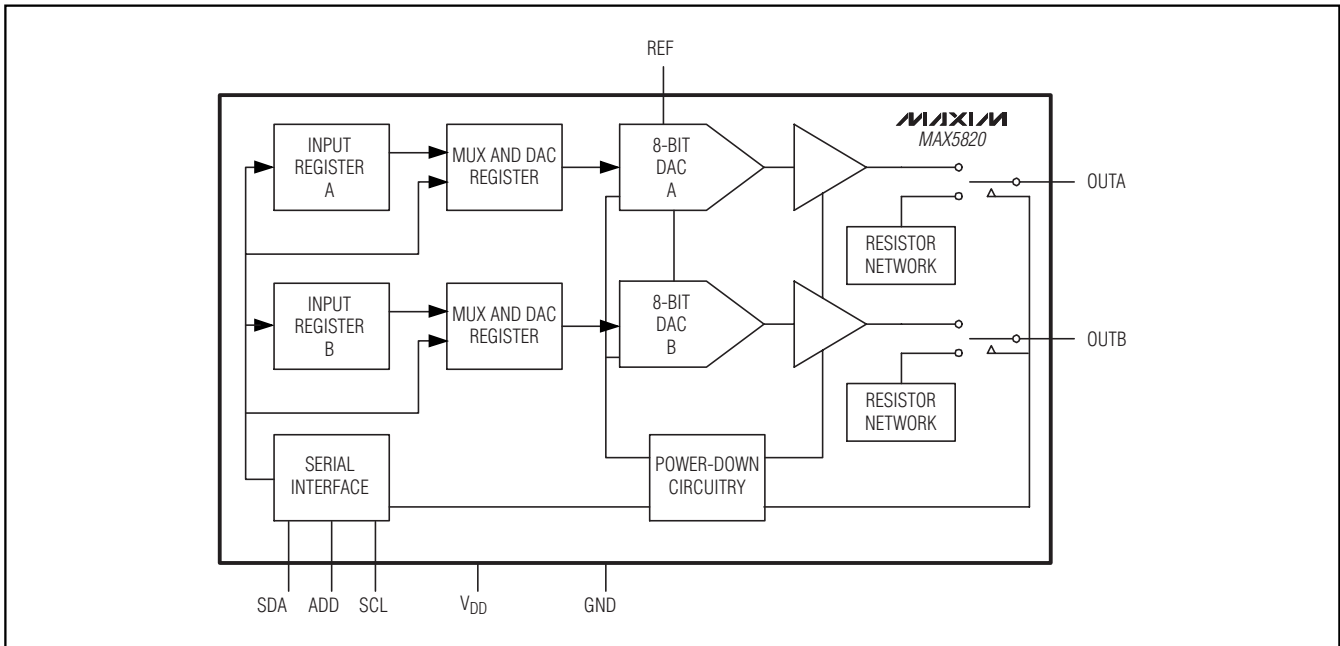 REF
MAXIM
MAX5820
INPUT
REGISTER
A
MUX AND DAC
REGISTER
8-BIT
DAC
A
OUTA
RESISTOR
NETWORK
INPUT
REGISTER
B
MUX AND DAC
REGISTER
8-BIT
DAC
B
OUTB
RESISTOR
NETWORK
SERIAL
INTERFACE
POWER-DOWN
CIRCUITRY
SDA
ADD
SCL
VDD
GND